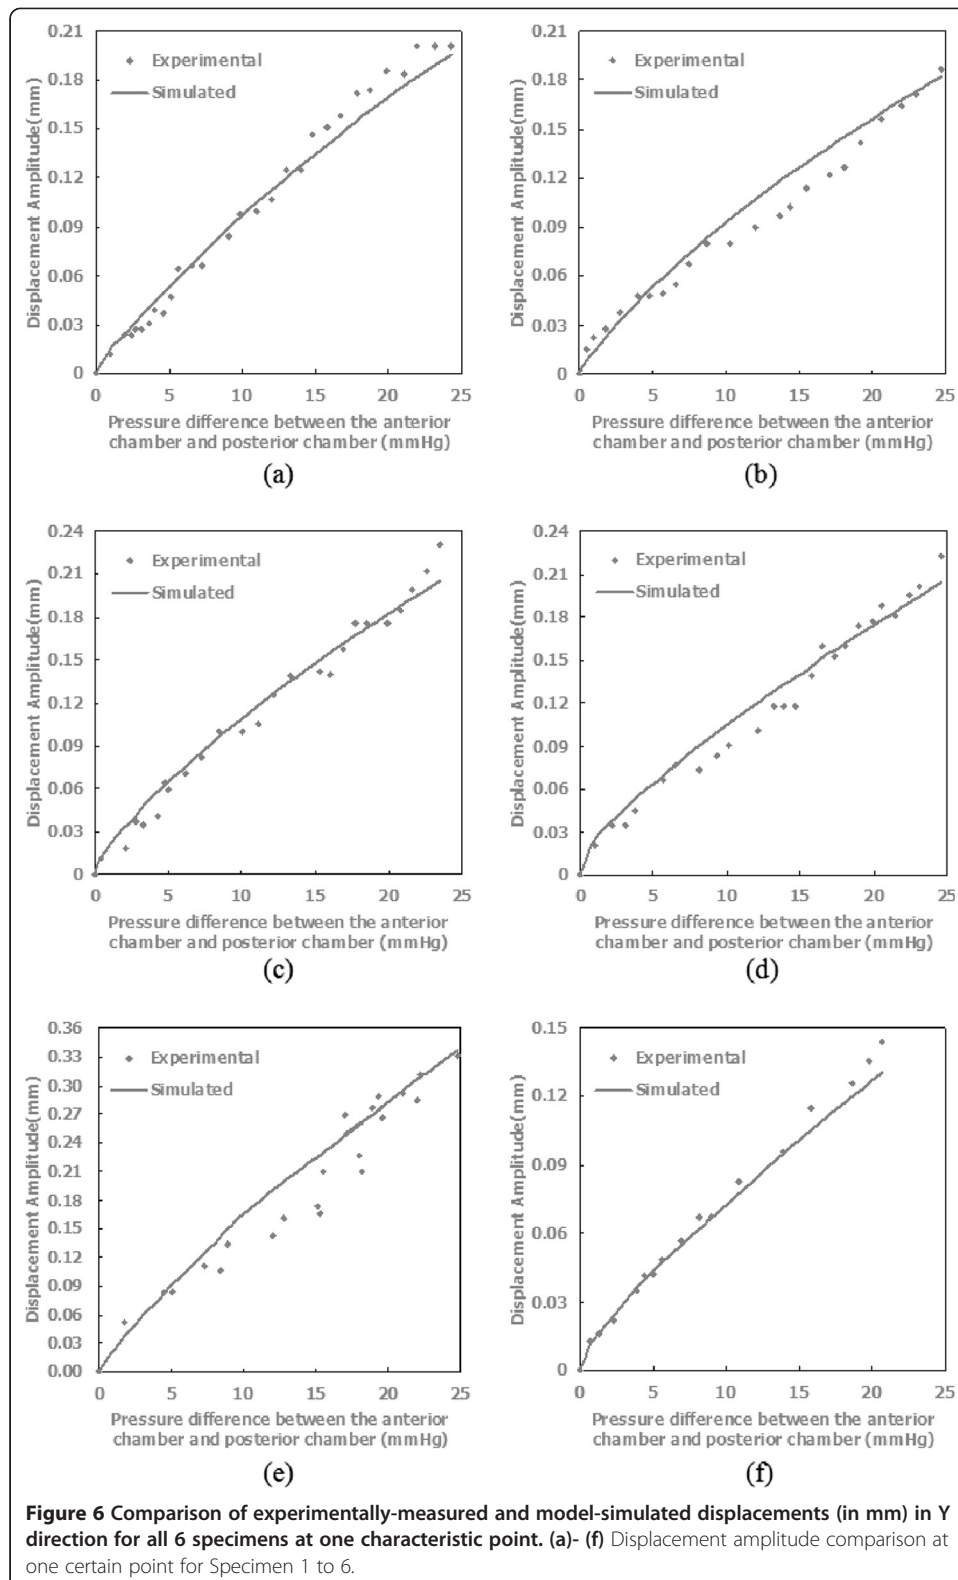 0.21
0.18
0.15
0.12
0.09
0.06
0.03
0
Displacement Amplitude(mm)
Experimental
Simulated
0 5 10 15 20 25
Pressure difference between the anterior
chamber and posterior chamber (mmHg)
(a)
0.21
0.18
0.15
0.12
0.09
0.06
0.03
0
Displacement Amplitude(mm)
Experimental
Simulated
0 5 10 15 20 25
Pressure difference between the anterior
chamber and posterior chamber (mmHg)
(b)
0.24
0.21
0.18
0.15
0.12
0.09
0.06
0.03
0
Displacement Amplitude(mm)
Experimental
Simulated
0 5 10 15 20 25
Pressure difference between the anterior
chamber and posterior chamber (mmHg)
(c)
0.24
0.21
0.18
0.15
0.12
0.09
0.06
0.03
0
Displacement Amplitude(mm)
Experimental
Simulated
0 5 10 15 20 25
Pressure difference between the anterior
chamber and posterior chamber (mmHg)
(d)
0.36
0.33
0.30
0.27
0.24
0.21
0.18
0.15
0.12
0.09
0.06
0.03
0.00
Displacement Amplitude(mm)
Experimental
Simulated
0 5 10 15 20 25
Pressure difference between the anterior
chamber and posterior chamber (mmHg)
(e)
0.15
0.12
0.09
0.06
0.03
0
Displacement Amplitude(mm)
Experimental
Simulated
0 5 10 15 20 25
Pressure difference between the anterior
chamber and posterior chamber (mmHg)
(f)
Figure 6 Comparison of experimentally-measured and model-simulated displacements (in mm) in Y
direction for all 6 specimens at one characteristic point. (a)- (f) Displacement amplitude comparison at
one certain point for Specimen 1 to 6.